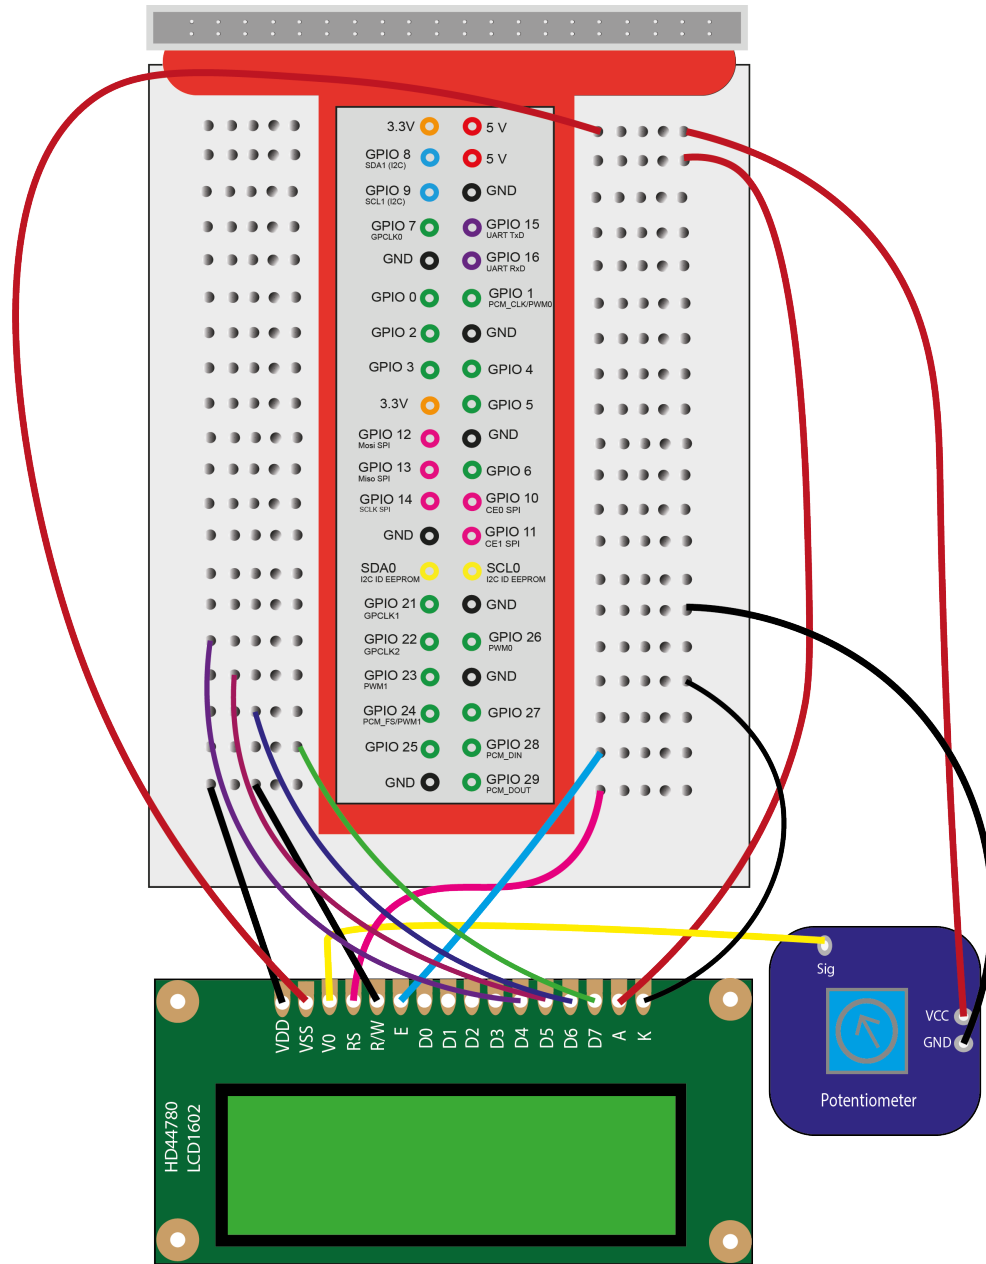 3.3V
5 V
GPIO 8
SDA1 (I2C)
5 V
GPIO 9
SCL1 (I2C)
GND
GPIO 7
GPCLK0
GPIO 15
UART TxD
GND
GPIO 16
UART RxD
GPIO 0
GPIO 1
PCM_CLK/PWM0
GPIO 2
GND
GPIO 3
GPIO 4
3.3V
GPIO 5
GPIO 12
Mosi SPI
GND
GPIO 13
Miso SPI
GPIO 6
GPIO 14
SCLK SPI
GPIO 10
CE0 SPI
GND
GPIO 11
CE1 SPI
SDA0
I2C ID EEPROM
SCL0
I2C ID EEPROM
GPIO 21
GPCLK1
GND
GPIO 22
GPCLK2
GPIO 26
PWM0
GPIO 23
PWM1
GND
GPIO 24
PCM_FS/PWM1
GPIO 27
GPIO 25
GPIO 28
PCM_DIN
GND
GPIO 29
PCM_DOUT
Sig
VCC
GND
Potentiometer
VDD
VSS
V0
RS
R/W
E
D0
D1
D2
D3
D4
D5
D6
D7
A
K
HD44780
LCD1602